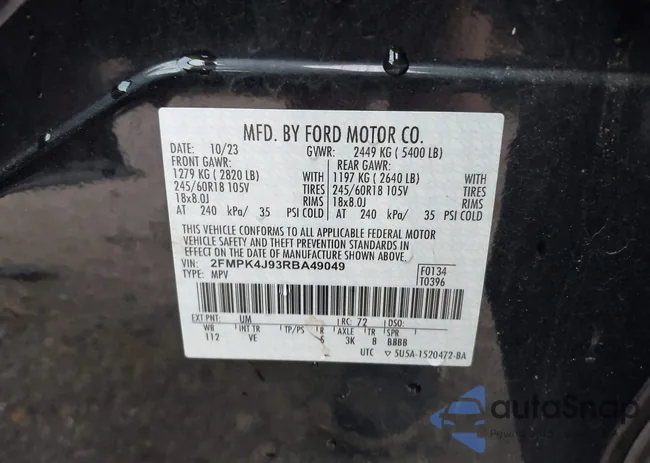 MFD. BY FORD MOTOR CO.
DATE: 10/23 GVWR: 2449 KG ( 5400 LB)
FRONT GAWR: REAR GAWR:
1279 KG ( 2820 LB) WITH 1197 KG ( 2640 LB) WITH
245/60R18 105V TIRES 245/60R18 105V TIRES
18x8.0J RIMS 18x8.0J RIMS
AT 240 kPa/ 35 PSI COLD AT 240 kPa/ 35 PSI COLD
THIS VEHICLE CONFORMS TO ALL APPLICABLE FEDERAL MOTOR
VEHICLE SAFETY AND THEFT PREVENTION STANDARDS IN
EFFECT ON THE DATE OF MANUFACTURE SHOWN ABOVE.
VIN: 2FMPK4J93RBA49049 F0134
TYPE: MPV T0396
EXT PNT: UM RC: 72 DSO:
WB INT TR TP/PS R AXLE TR SPR
112 VE 6 3K 8 BBBB
UTC ▽ 5U5A-1520472-BA
autoSnap